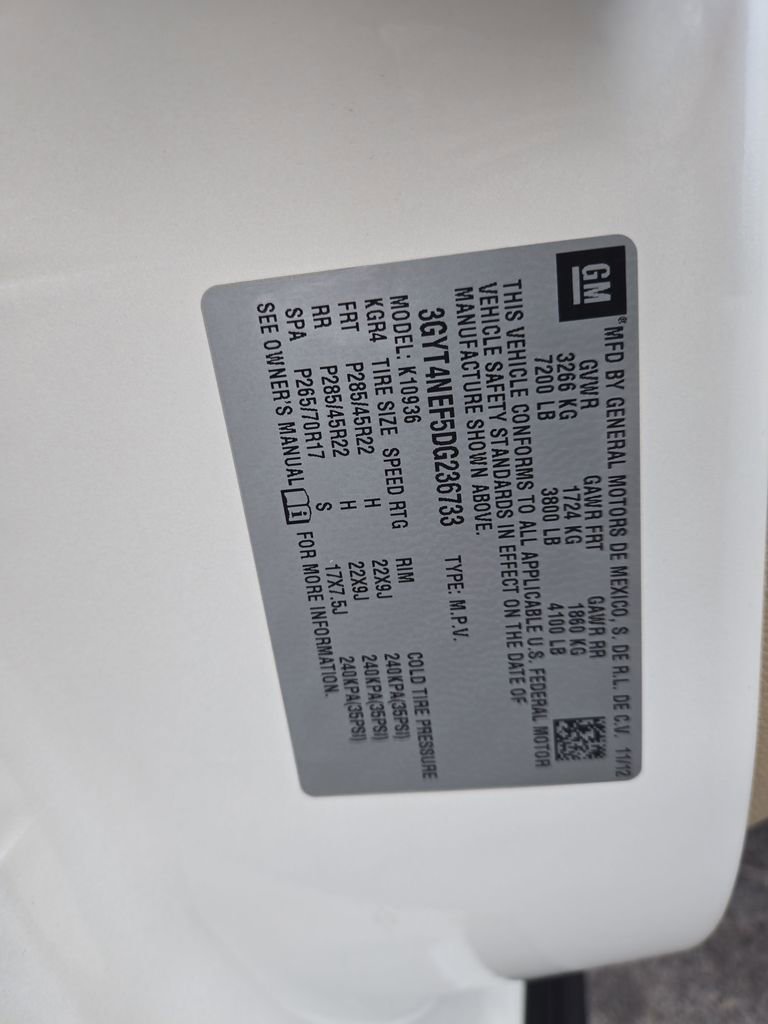 GM
® MFD BY GENERAL MOTORS DE MEXICO, S. DE R.L. DE C.V. 11/12
GVWR GAWR FRT GAWR RR
3266 KG 1724 KG 1860 KG
7200 LB 3800 LB 4100 LB
THIS VEHICLE CONFORMS TO ALL APPLICABLE U.S. FEDERAL MOTOR
VEHICLE SAFETY STANDARDS IN EFFECT ON THE DATE OF
MANUFACTURE SHOWN ABOVE.
3GYT4NEF5DG236733 TYPE: M.P.V.
MODEL: K10936
KGR4 TIRE SIZE SPEED RTG RIM COLD TIRE PRESSURE
FRT P285/45R22 H 22X9J 240KPA(35PSI)
RR P285/45R22 H 22X9J 240KPA(35PSI)
SPA P265/70R17 S 17X7.5J 240KPA(35PSI)
SEE OWNER'S MANUAL i FOR MORE INFORMATION.